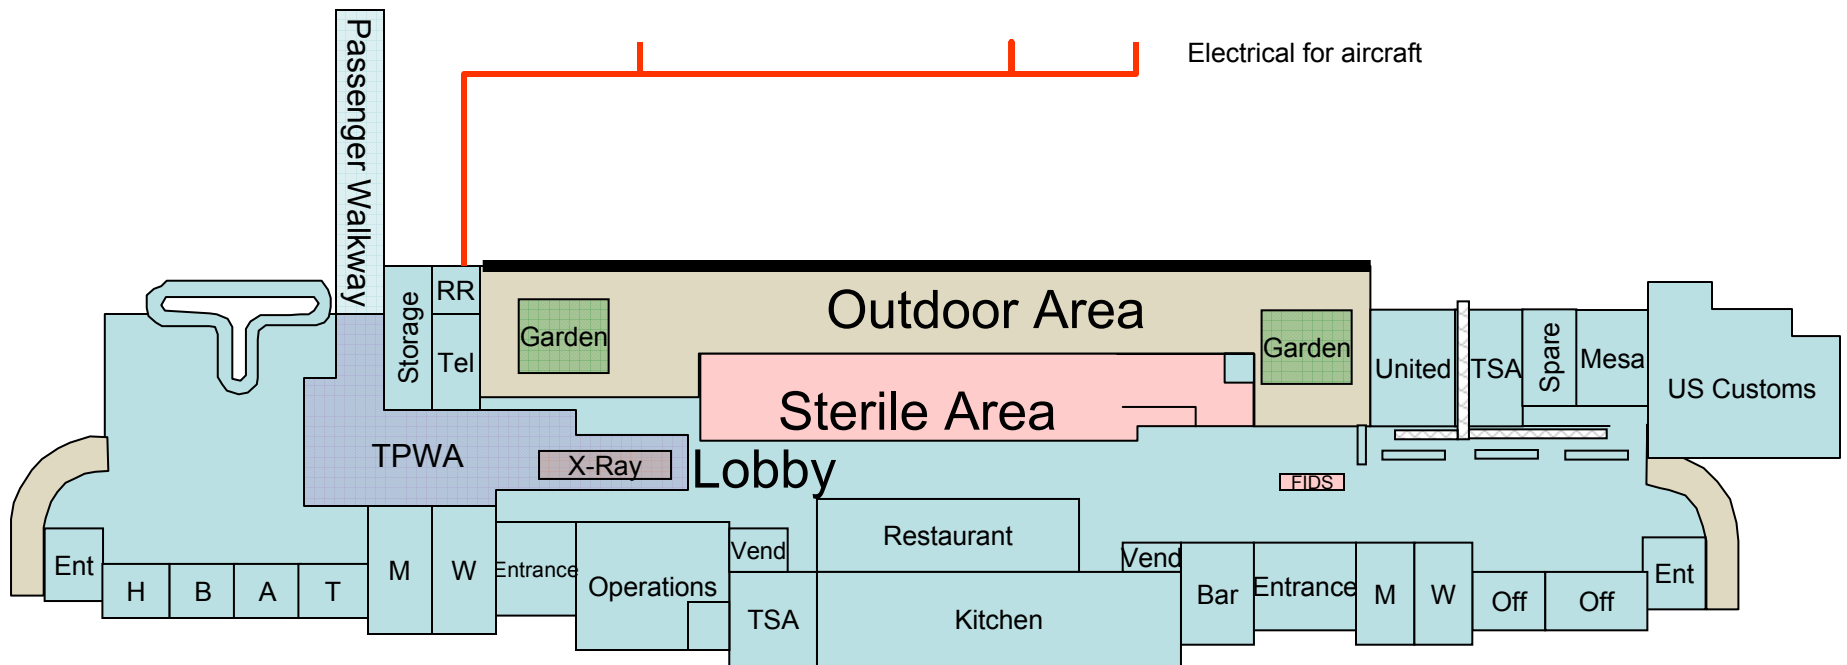 Electrical for aircraft
Passenger Walkway
Storage
RR
Tel
Garden
Outdoor Area
Garden
United
TSA
Spare
Mesa
US Customs
Sterile Area
TPWA
X-Ray
Lobby
FIDS
Ent
H
B
A
T
M
W
Entrance
Operations
Vend
TSA
Restaurant
Kitchen
Vend
Bar
Entrance
M
W
Off
Off
Ent